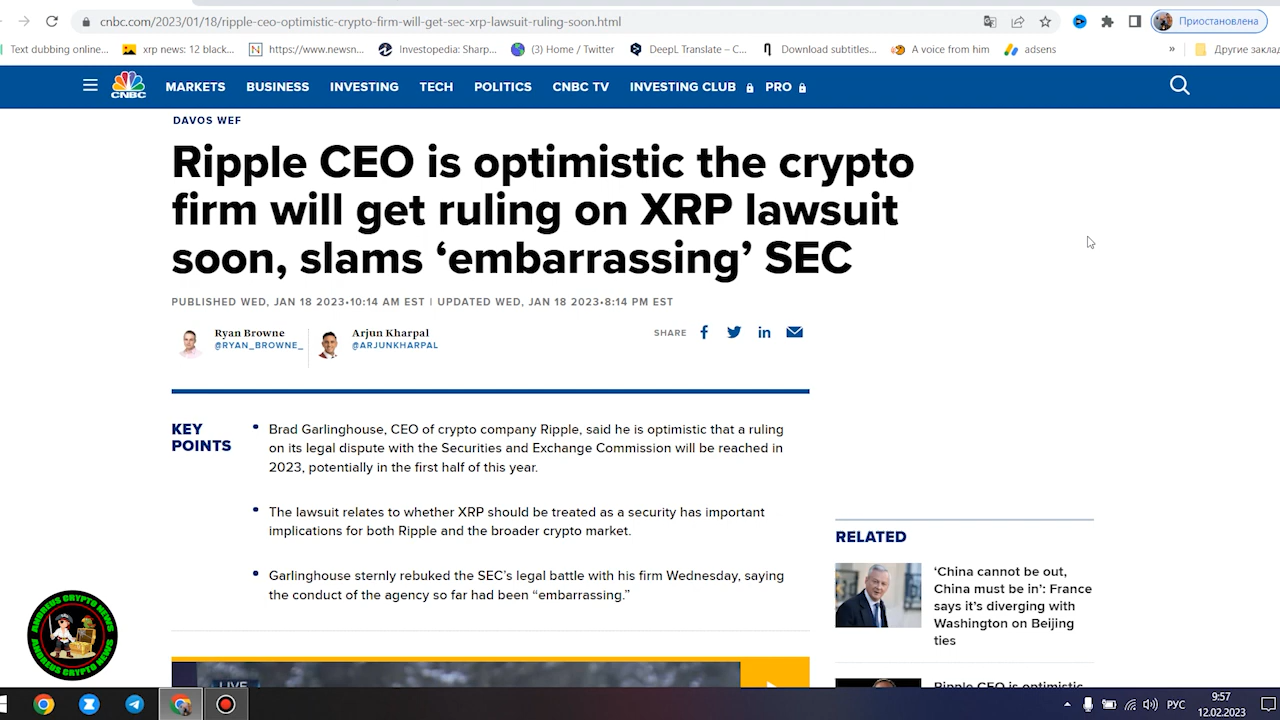 cnbc.com/2023/01/18/ripple-ceo-optimistic-crypto-firm-will-get-sec-xrp-lawsuit-ruling-soon.html
Приостановлена
Text dubbing online...
xrp news: 12 black...
https://www.newsn...
Investopedia: Sharp...
(3) Home / Twitter
DeepL Translate – C...
Download subtitles...
A voice from him
adsens
»
Другие заклад
CNBC
MARKETS
BUSINESS
INVESTING
TECH
POLITICS
CNBC TV
INVESTING CLUB
PRO
DAVOS WEF
Ripple CEO is optimistic the crypto
firm will get ruling on XRP lawsuit
soon, slams ‘embarrassing’ SEC
PUBLISHED WED, JAN 18 2023•10:14 AM EST | UPDATED WED, JAN 18 2023•8:14 PM EST
Ryan Browne
@RYAN_BROWNE_
Arjun Kharpal
@ARJUNKHARPAL
SHARE
KEY
POINTS
Brad Garlinghouse, CEO of crypto company Ripple, said he is optimistic that a ruling
on its legal dispute with the Securities and Exchange Commission will be reached in
2023, potentially in the first half of this year.
The lawsuit relates to whether XRP should be treated as a security has important
implications for both Ripple and the broader crypto market.
Garlinghouse sternly rebuked the SEC’s legal battle with his firm Wednesday, saying
the conduct of the agency so far had been “embarrassing.”
RELATED
‘China cannot be out,
China must be in’: France
says it’s diverging with
Washington on Beijing
ties
Ripple CEO is optimistic
LIVE
ANDREUS CRYPTO NEWS
ANDREUS CRYPTO NEWS
РУС
9:57
12.02.2023